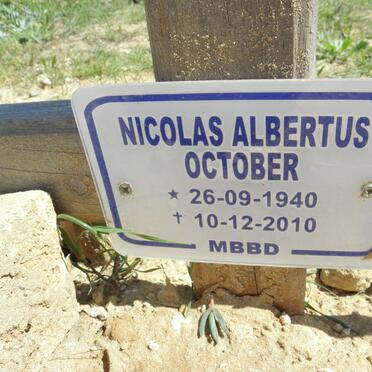 NICOLAS ALBERTUS
OCTOBER
* 26-09-1940
† 10-12-2010
MBBD